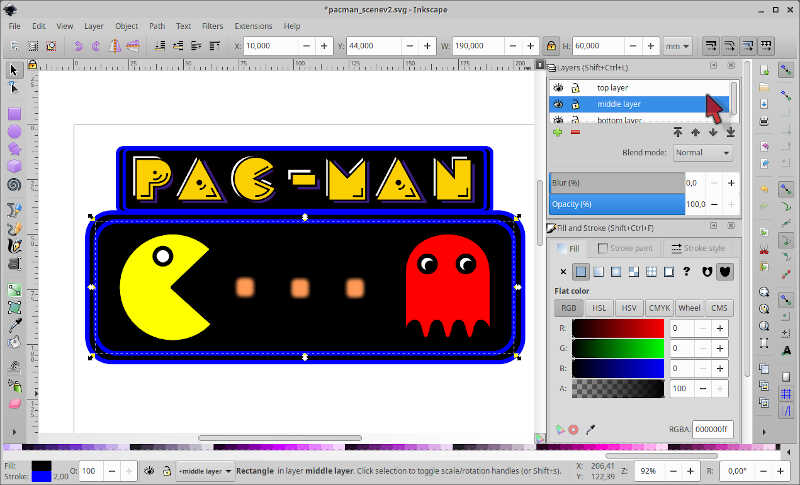 *pacman_scenev2.svg - Inkscape
File Edit View Layer Object Path Text Filters Extensions Help
X: 10,000 Y: 44,000 W: 190,000 H: 60,000 mm
Layers (Shift+Ctrl+L)
top layer
middle layer
bottom layer
Blend mode: Normal
Blur (%) 0,0
Opacity (%) 100,0
Fill and Stroke (Shift+Ctrl+F)
Fill Stroke paint Stroke style
Flat color
RGB HSL HSV CMYK Wheel CMS
R: 0
G: 0
B: 0
A: 100
RGBA: 000000ff
PAC-MAN
Fill:
Stroke: 2,00
O: 100
middle layer
Rectangle in layer middle layer. Click selection to toggle scale/rotation handles (or Shift+s).
X: 206,41
Y: 122,39
Z: 92%
R: 0,00°